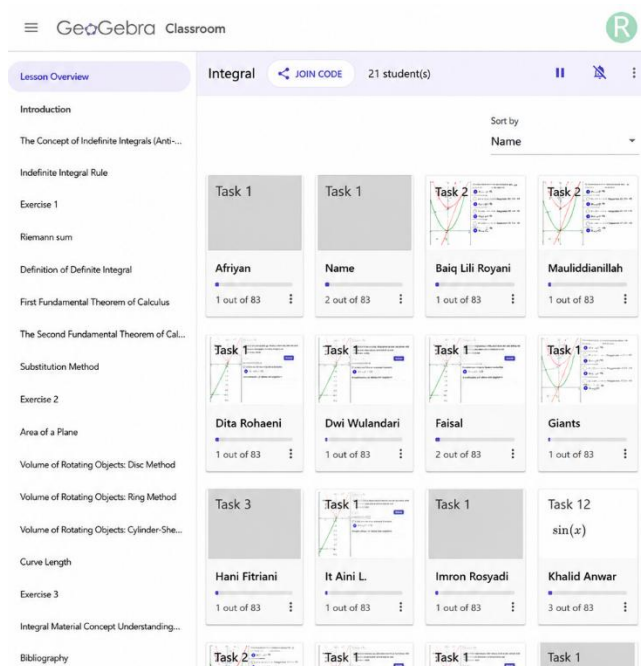 GeoGebra Classroom
R
Lesson Overview
Introduction
The Concept of Indefinite Integrals (Anti-...
Indefinite Integral Rule
Exercise 1
Riemann sum
Definition of Definite Integral
First Fundamental Theorem of Calculus
The Second Fundamental Theorem of Cal...
Substitution Method
Exercise 2
Area of a Plane
Volume of Rotating Objects: Disc Method
Volume of Rotating Objects: Ring Method
Volume of Rotating Objects: Cylinder-She...
Curve Length
Exercise 3
Integral Material Concept Understanding...
Bibliography
Integral
JOIN CODE
21 student(s)
Sort by
Name
Task 1
Afriyan
1 out of 83
Task 1
Name
2 out of 83
Task 2
Baiq Lili Royani
1 out of 83
Task 2
Mauliddianillah
1 out of 83
Task 1
Dita Rohaeni
1 out of 83
Task 1
Dwi Wulandari
1 out of 83
Task 1
Faisal
2 out of 83
Task 1
Giants
1 out of 83
Task 3
Hani Fitriani
1 out of 83
Task 1
It Aini L.
1 out of 83
Task 1
Imron Rosyadi
1 out of 83
Task 12
sin(x)
Khalid Anwar
3 out of 83
Task 2
Task 1
Task 1
Task 1